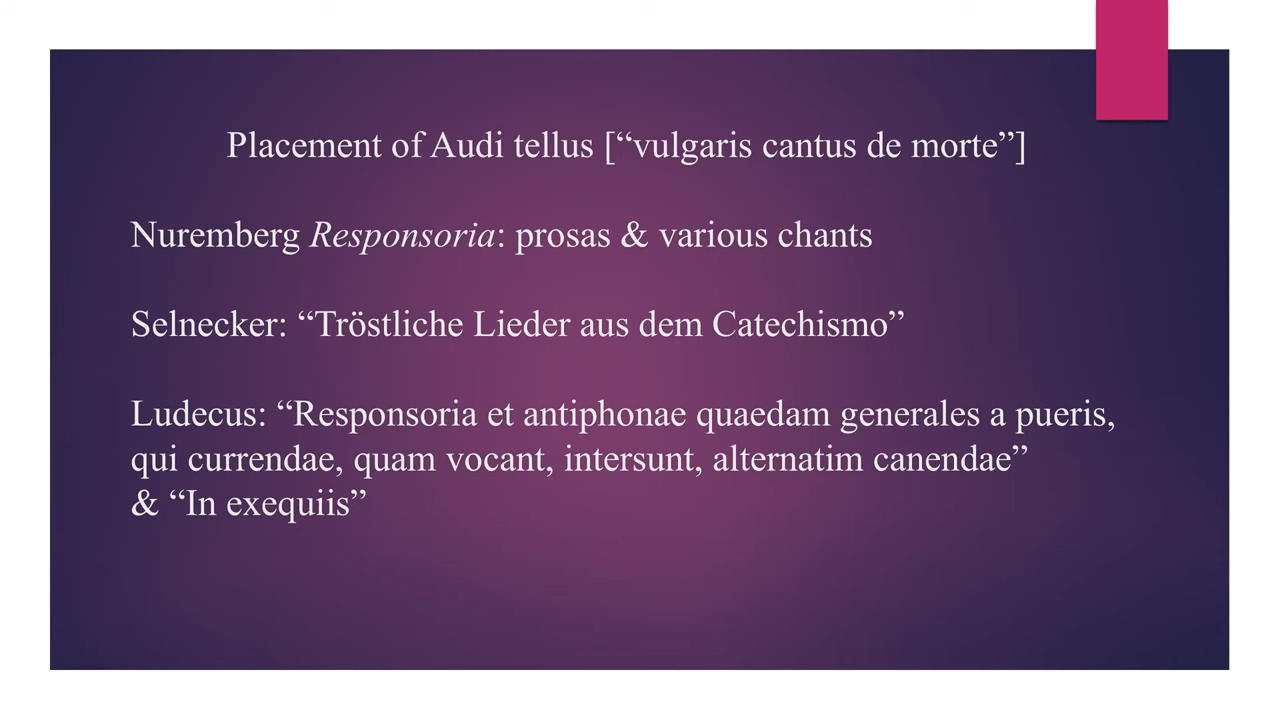 Placement of Audi tellus [“vulgaris cantus de morte”]
Nuremberg Responsoria: prosas & various chants
Selnecker: “Tröstliche Lieder aus dem Catechismo”
Ludecus: “Responsoria et antiphonae quaedam generales a pueris,
qui currendae, quam vocant, intersunt, alternatim canendae”
& “In exequiis”